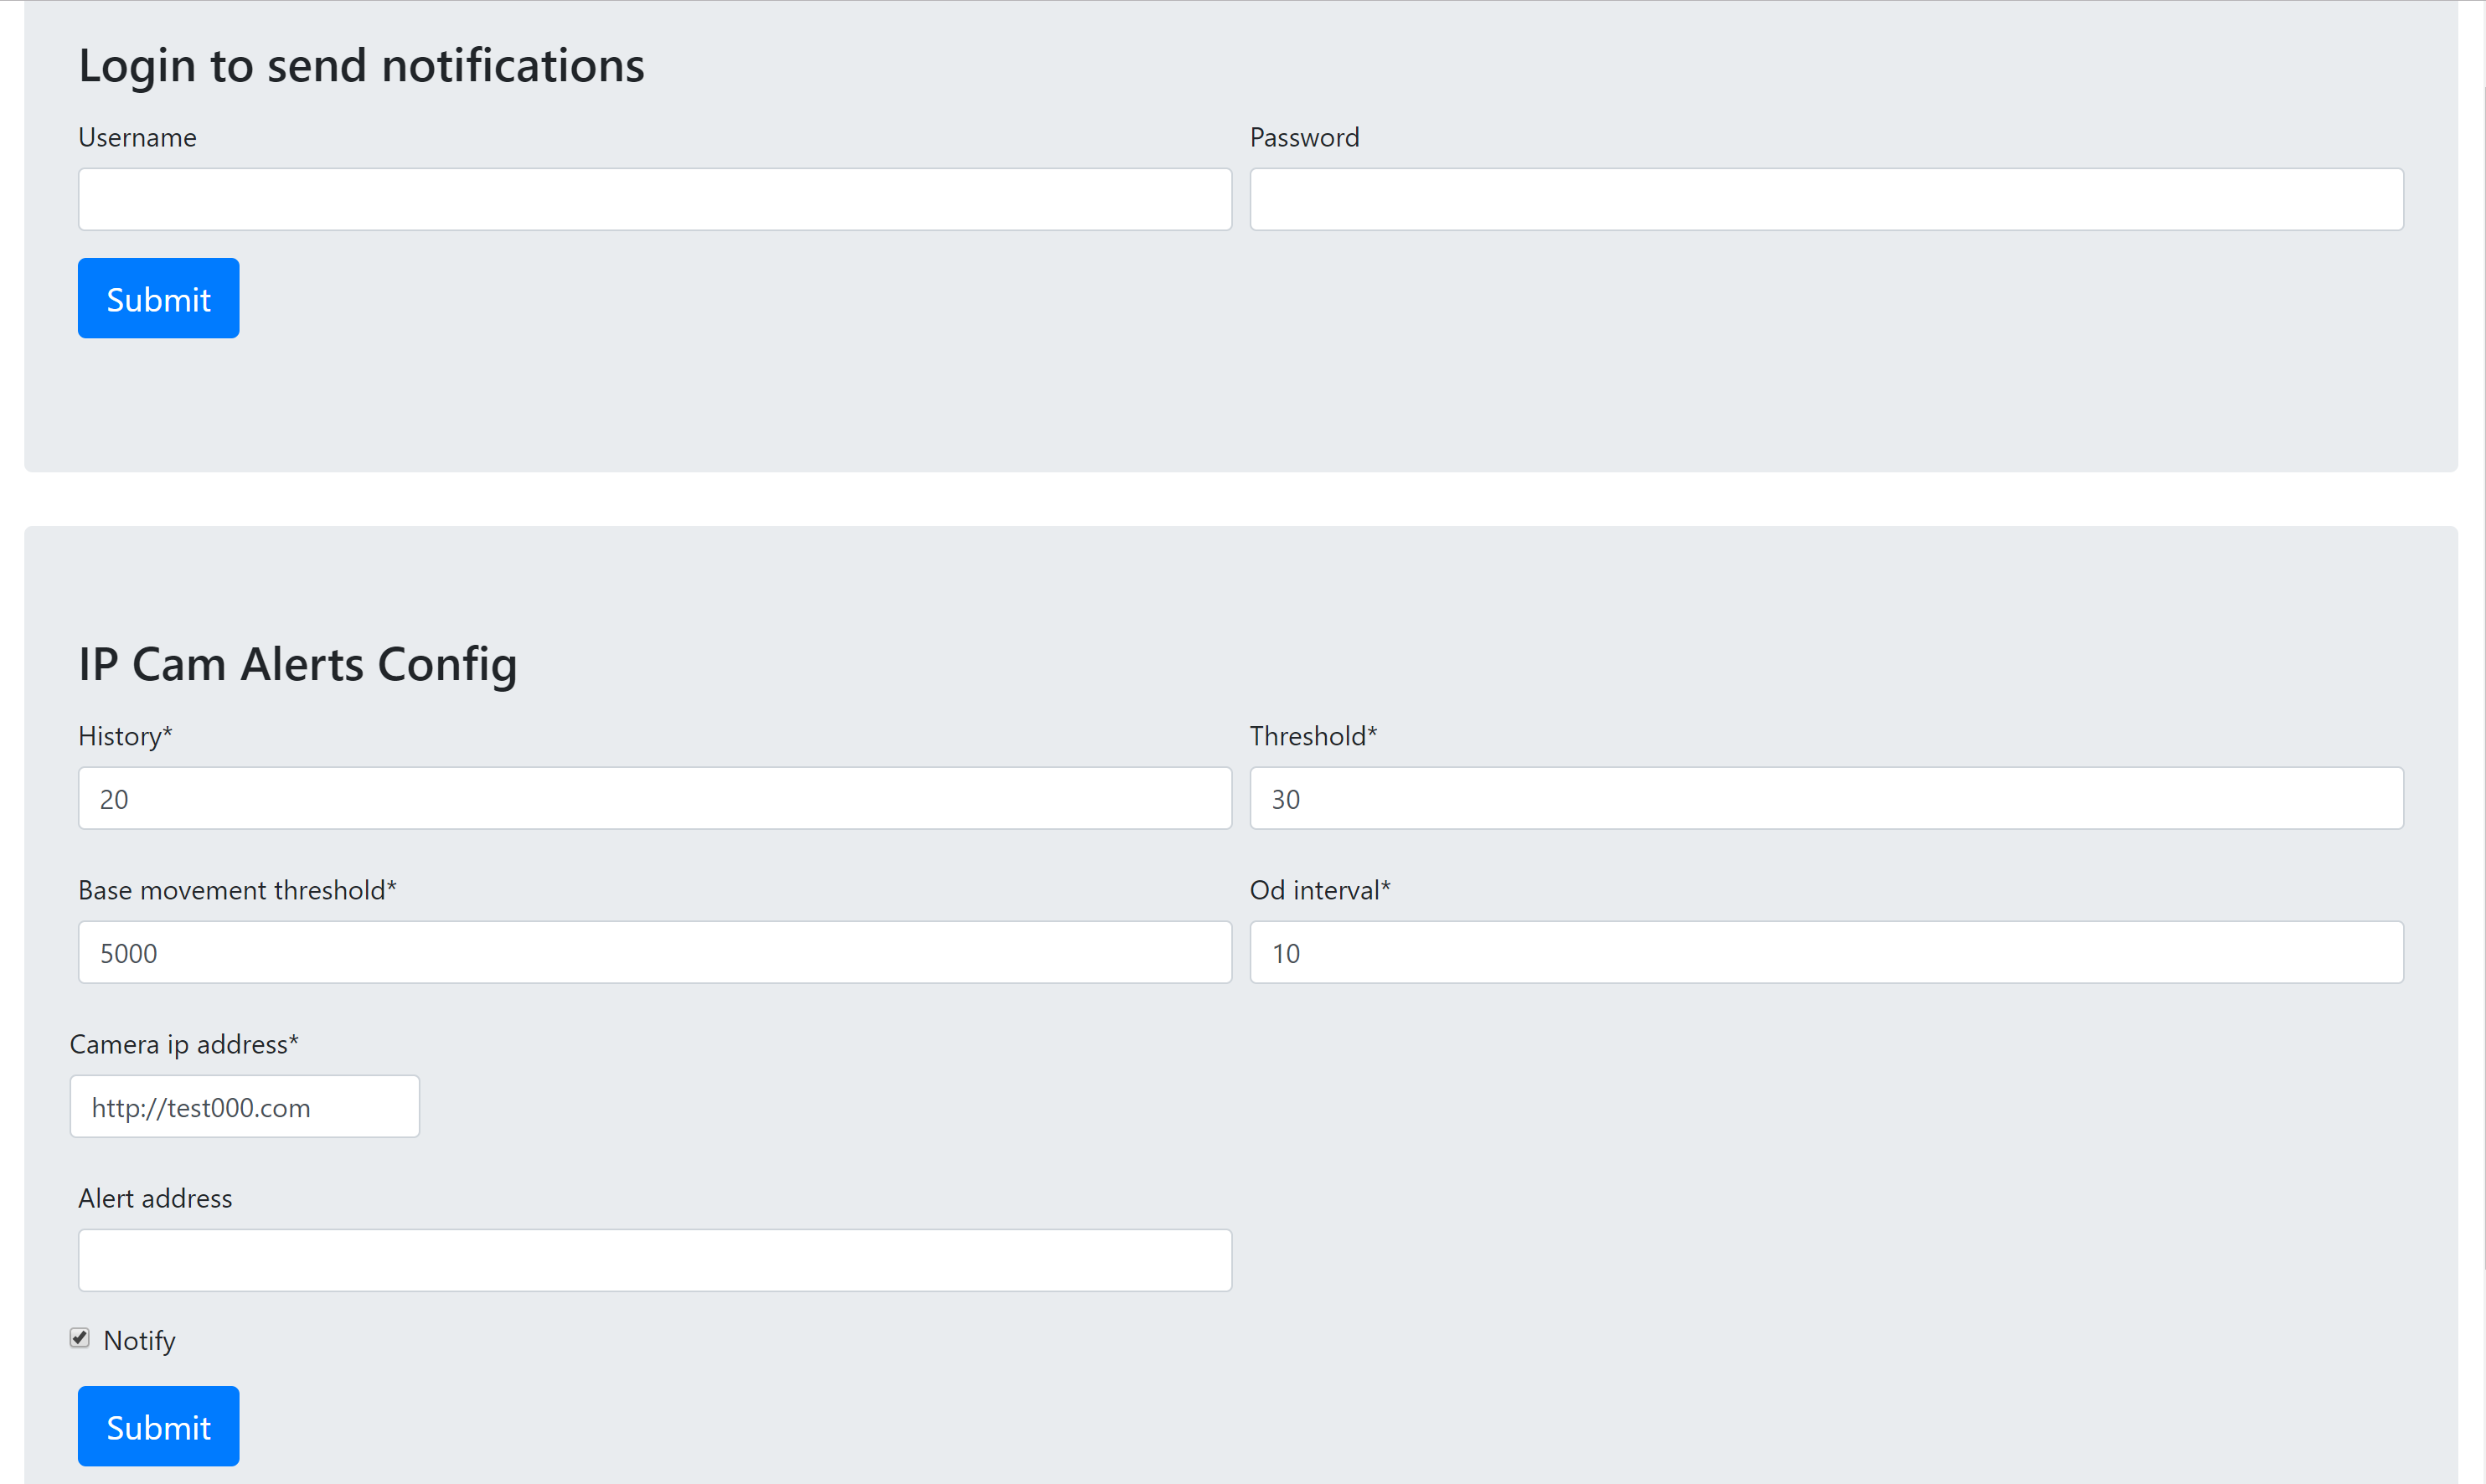 Login to send notifications
Username
Password
Submit
IP Cam Alerts Config
History*
Threshold*
20
30
Base movement threshold*
Od interval*
5000
10
Camera ip address*
http://test000.com
Alert address
Notify
Submit